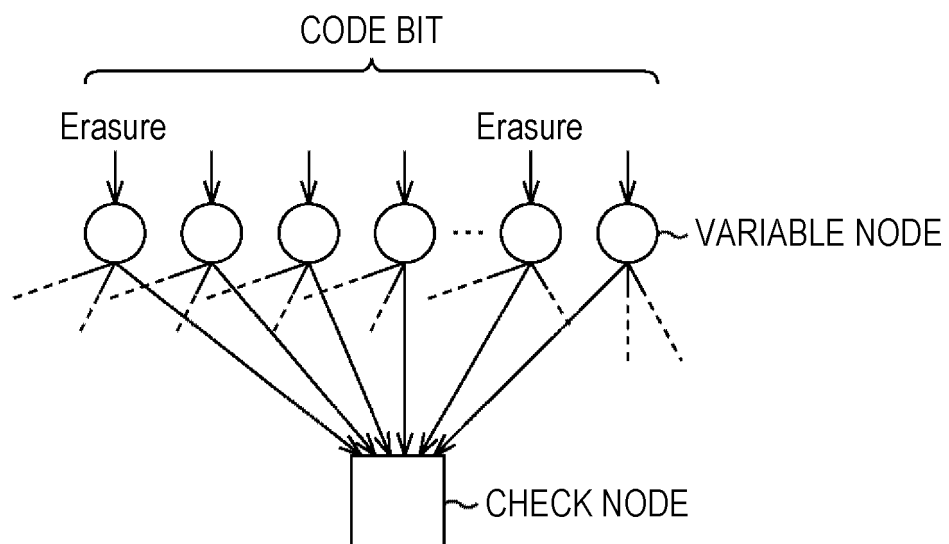 CODE BIT
Erasure Erasure
... VARIABLE NODE
CHECK NODE